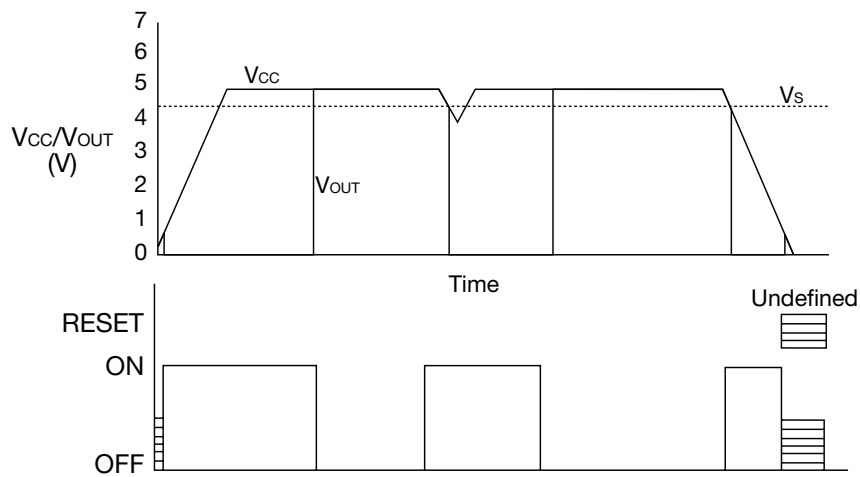 7
6
VCC
5
VS
4
VCC/VOUT
(V)
3
2
VOUT
1
0
Time
Undefined
RESET
ON
OFF